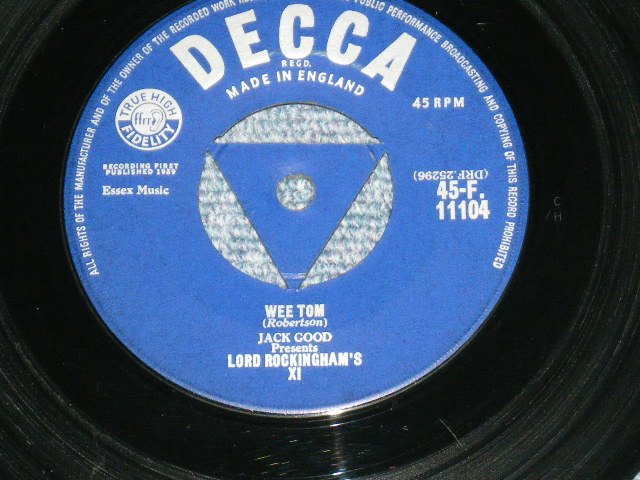 ALL RIGHTS OF THE MANUFACTURER AND OF THE OWNER OF THE RECORDED WORK PUBLIC PERFORMANCE BROADCASTING AND COPYING OF THIS RECORD PROHIBITED
DECCA
REGD.
MADE IN ENGLAND
TRUE HIGH
ffrr
FIDELITY
45 RPM
RECORDING FIRST
PUBLISHED 1959
Essex Music
(DRF.25296)
45-F.
11104
C
/H
WEE TOM
(Robertson)
JACK GOOD
Presents
LORD ROCKINGHAM'S
XI